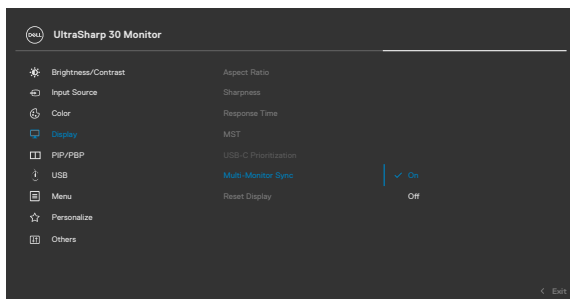 DELL UltraSharp 30 Monitor
Brightness/Contrast Aspect Ratio
Input Source Sharpness
Color Response Time
Display MST
PIP/PBP USB-C Prioritization
USB Multi-Monitor Sync ✓ On
Menu Reset Display Off
Personalize
Others
< Exit